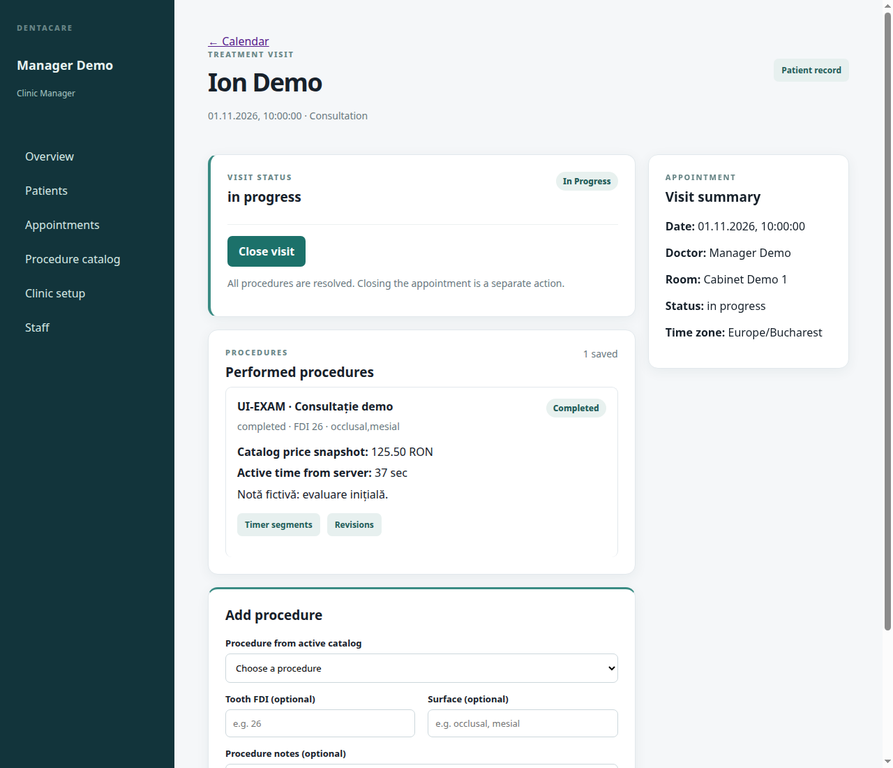 DENTACARE
Manager Demo
Clinic Manager
Overview
Patients
Appointments
Procedure catalog
Clinic setup
Staff
← Calendar
TREATMENT VISIT
Ion Demo
01.11.2026, 10:00:00 · Consultation
Patient record
VISIT STATUS
in progress
In Progress
Close visit
All procedures are resolved. Closing the appointment is a separate action.
APPOINTMENT
Visit summary
Date: 01.11.2026, 10:00:00
Doctor: Manager Demo
Room: Cabinet Demo 1
Status: in progress
Time zone: Europe/Bucharest
PROCEDURES
1 saved
Performed procedures
UI-EXAM · Consultație demo
Completed
completed · FDI 26 · occlusal,mesial
Catalog price snapshot: 125.50 RON
Active time from server: 37 sec
Notă fictivă: evaluare inițială.
Timer segments
Revisions
Add procedure
Procedure from active catalog
Choose a procedure
Tooth FDI (optional)
Surface (optional)
e.g. 26
e.g. occlusal, mesial
Procedure notes (optional)